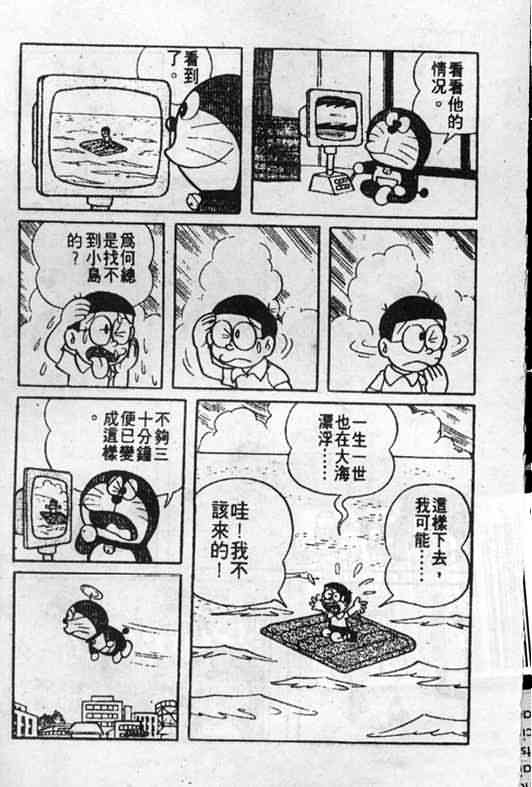 看看他的
情況。
看到
了。
為何總
是找不
到小島
的？
這樣下去，
我可能……
一生一世
也在大海
漂浮……
哇！我不
該來的！
不夠三
十分鐘
便已變
成這樣
。